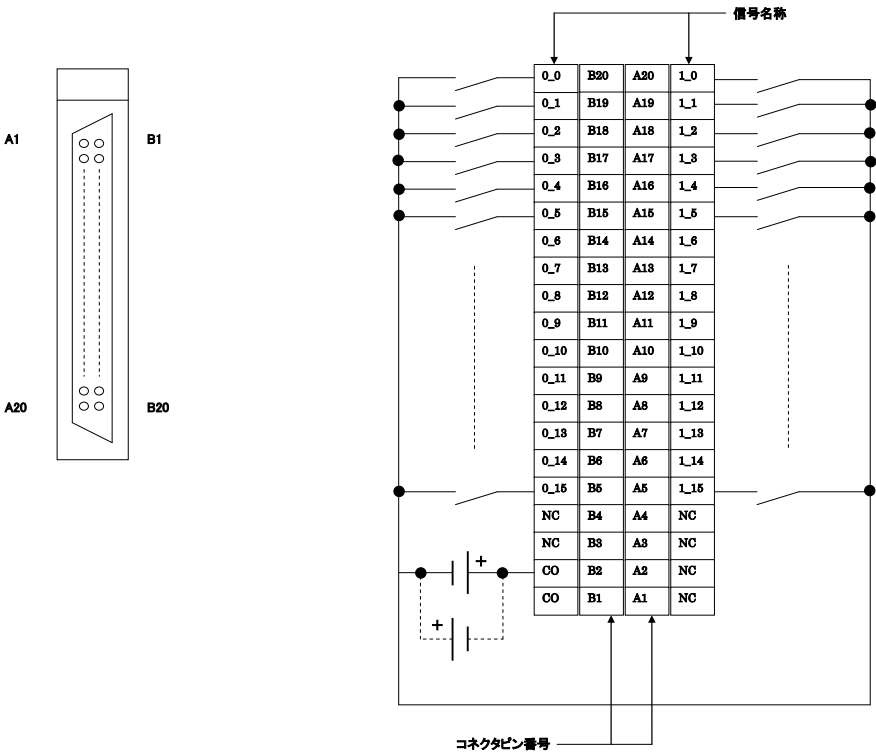 信号名称
A1 B1
A20 B20
0_0 B20 A20 1_0
0_1 B19 A19 1_1
0_2 B18 A18 1_2
0_3 B17 A17 1_3
0_4 B16 A16 1_4
0_5 B15 A15 1_5
0_6 B14 A14 1_6
0_7 B13 A13 1_7
0_8 B12 A12 1_8
0_9 B11 A11 1_9
0_10 B10 A10 1_10
0_11 B9 A9 1_11
0_12 B8 A8 1_12
0_13 B7 A7 1_13
0_14 B6 A6 1_14
0_15 B5 A5 1_15
NC B4 A4 NC
NC B3 A3 NC
+ CO B2 A2 NC
CO B1 A1 NC
+
コネクタピン番号